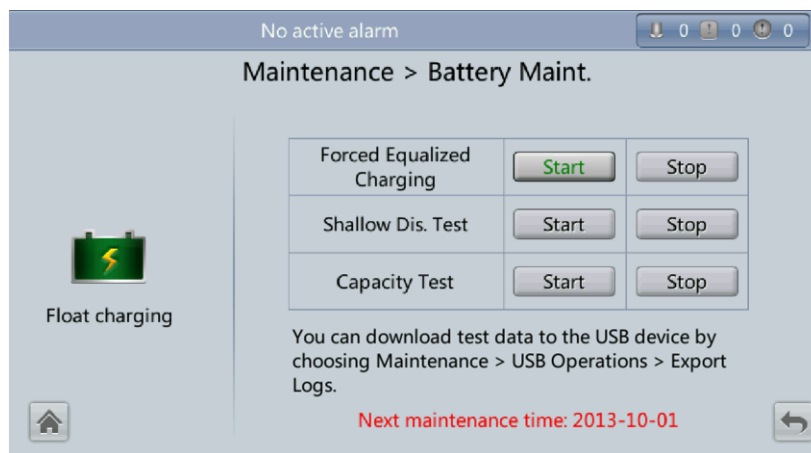 No active alarm
0 0 0
Maintenance > Battery Maint.
Forced Equalized
Charging
Start
Stop
Shallow Dis. Test
Start
Stop
Capacity Test
Start
Stop
Float charging
You can download test data to the USB device by
choosing Maintenance > USB Operations > Export
Logs.
Next maintenance time: 2013-10-01